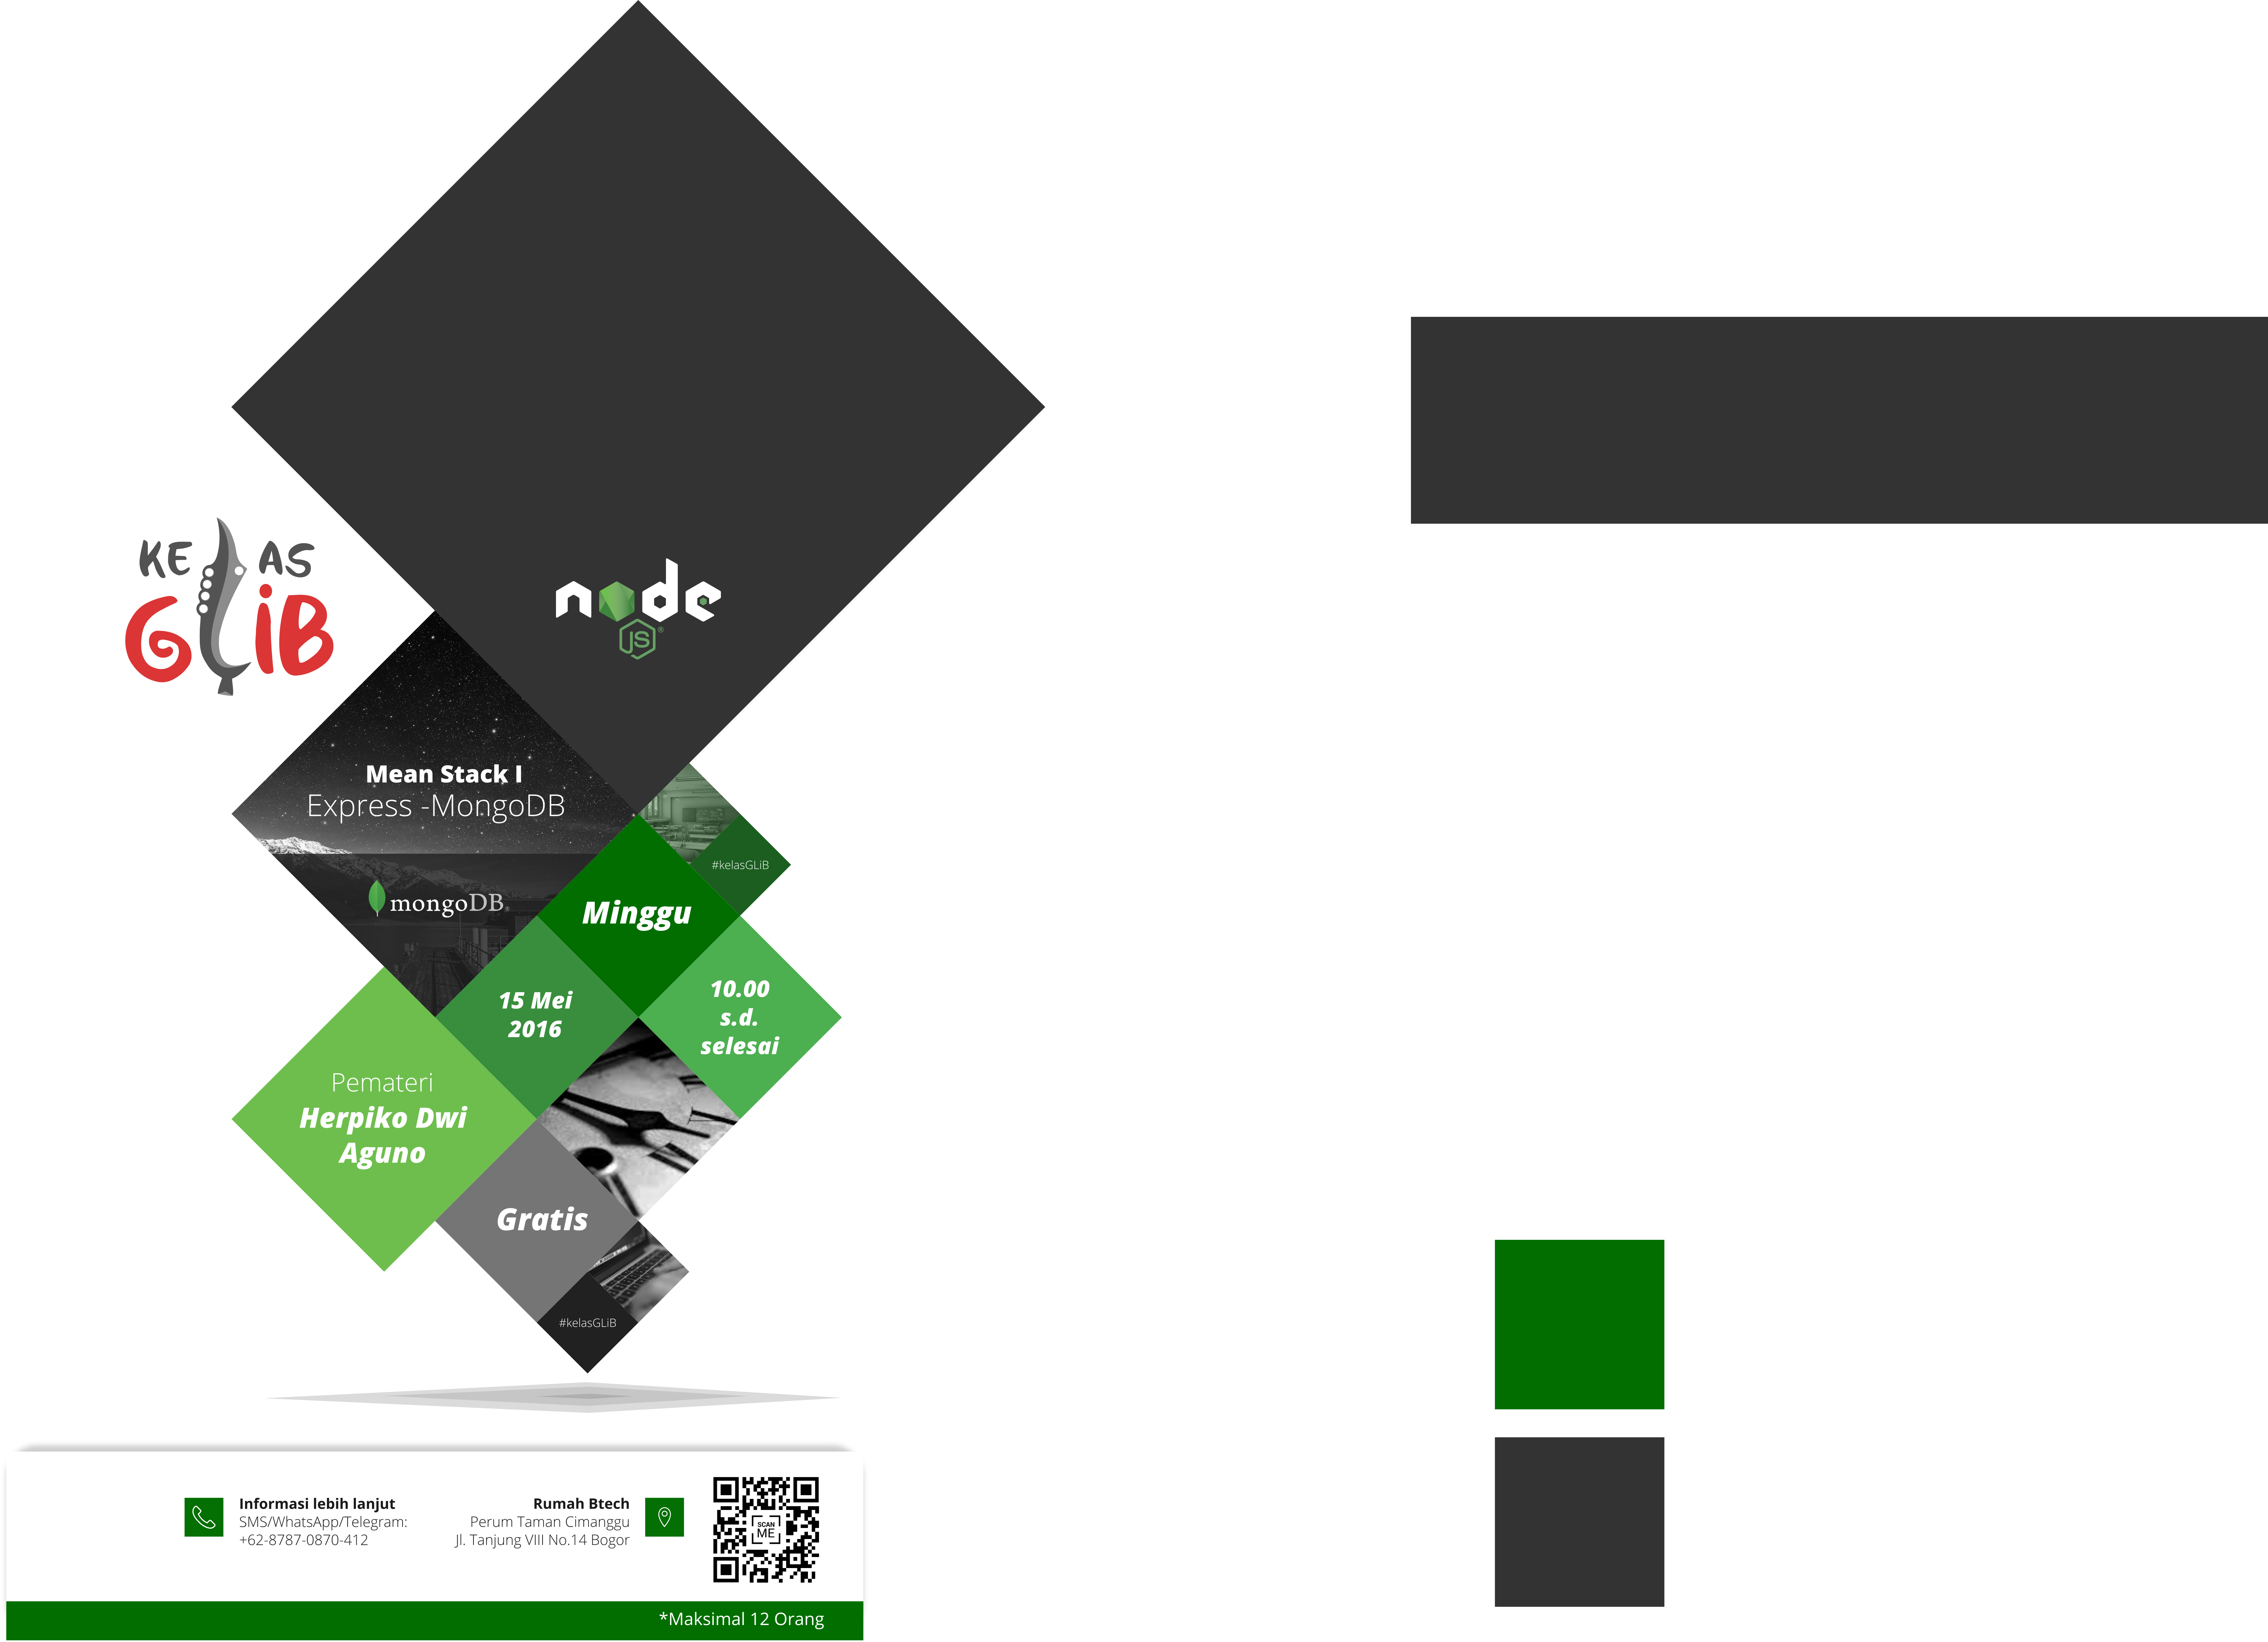 KELAS
GLiB
node
JS®
Mean Stack I
Express -MongoDB
mongoDB®
#kelasGLiB
Minggu
15 Mei
2016
10.00
s.d.
selesai
Pemateri
Herpiko Dwi
Aguno
Gratis
#kelasGLiB
Informasi lebih lanjut
SMS/WhatsApp/Telegram:
+62-8787-0870-412
Rumah Btech
Perum Taman Cimanggu
Jl. Tanjung VIII No.14 Bogor
SCAN
ME
*Maksimal 12 Orang